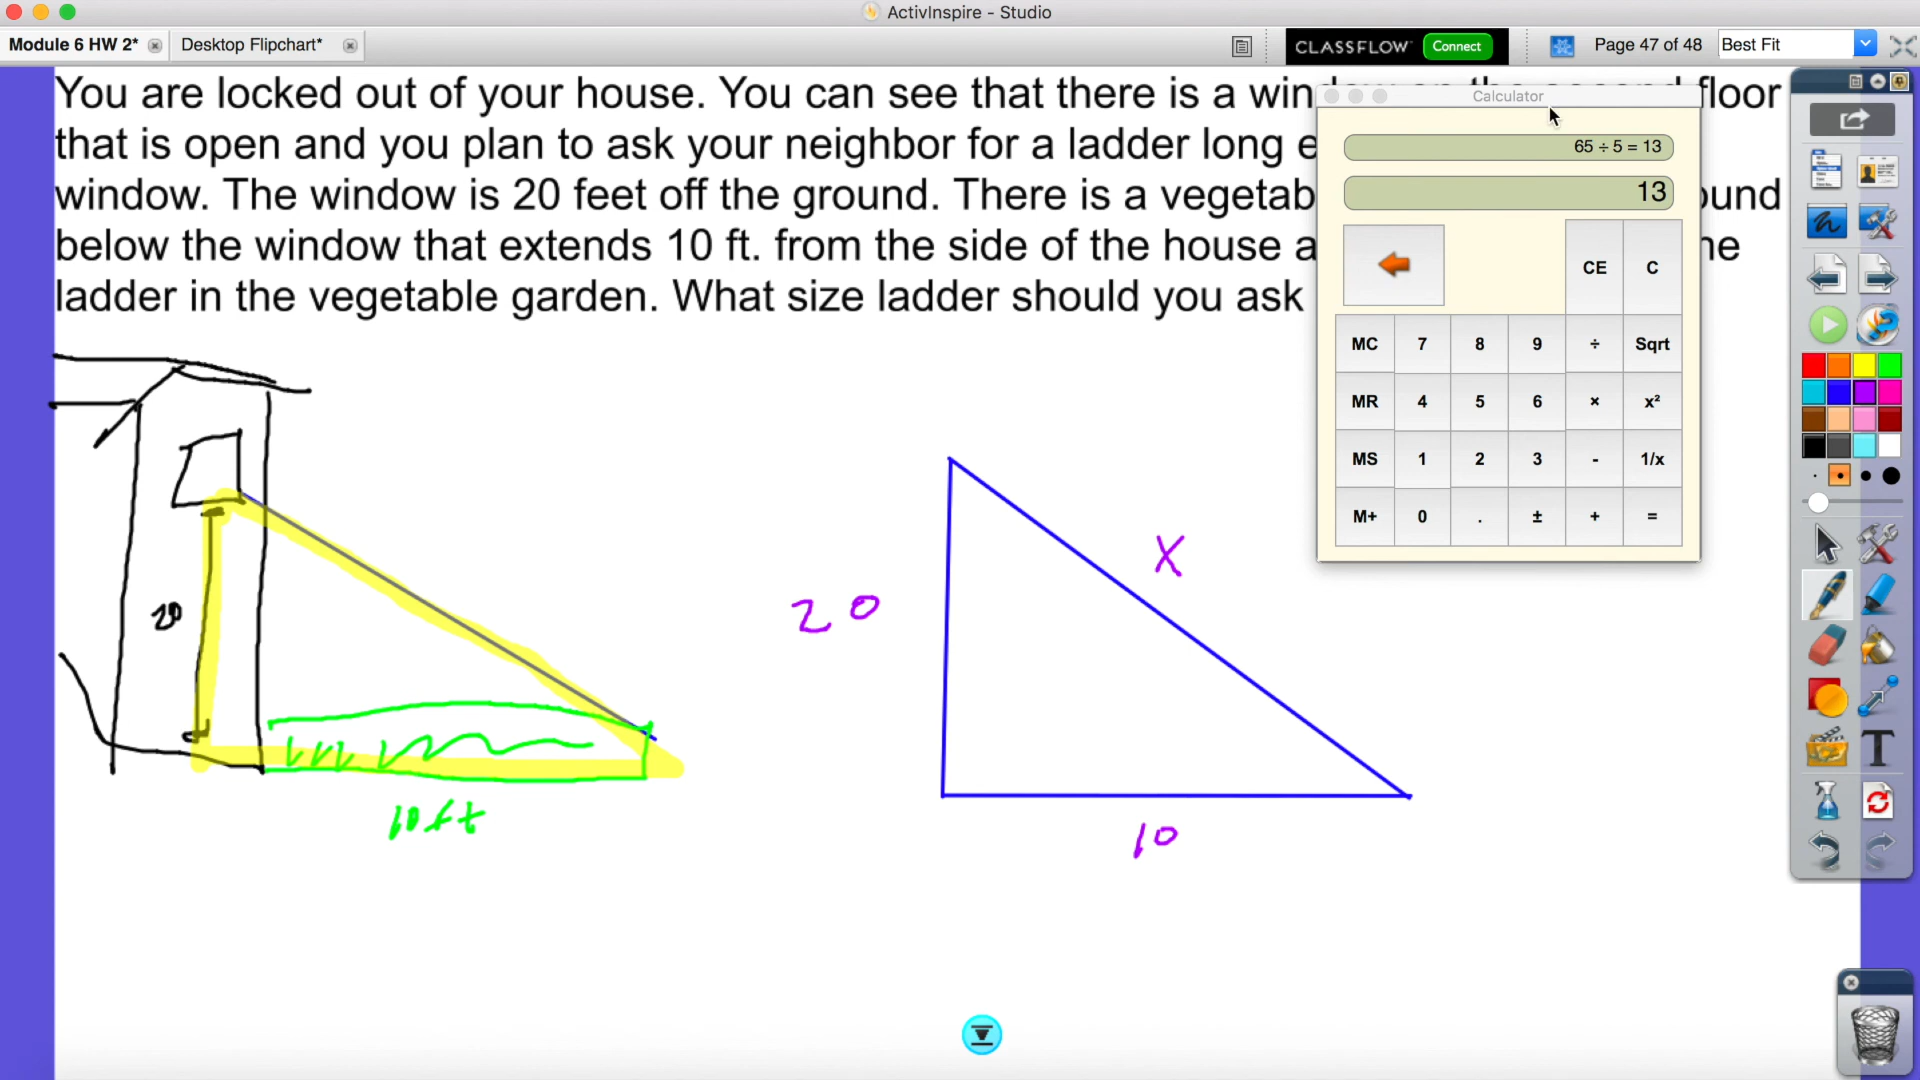 ActivInspire - Studio
Module 6 HW 2*
Desktop Flipchart*
CLASSFLOW
Connect
Page 47 of 48
Best Fit
You are locked out of your house. You can see that there is a window on the second floor
that is open and you plan to ask your neighbor for a ladder long
window. The window is 20 feet off the ground. There is a
below the window that extends 10 ft. from the side of the house
ladder in the vegetable garden. What size ladder should you ask
Calculator
65 ÷ 5 = 13
13
CE C
MC 7 8 9 ÷ Sqrt
MR 4 5 6 × x²
MS 1 2 3 - 1/x
M+ 0 . ± + =
20
10 ft
20
X
10
T